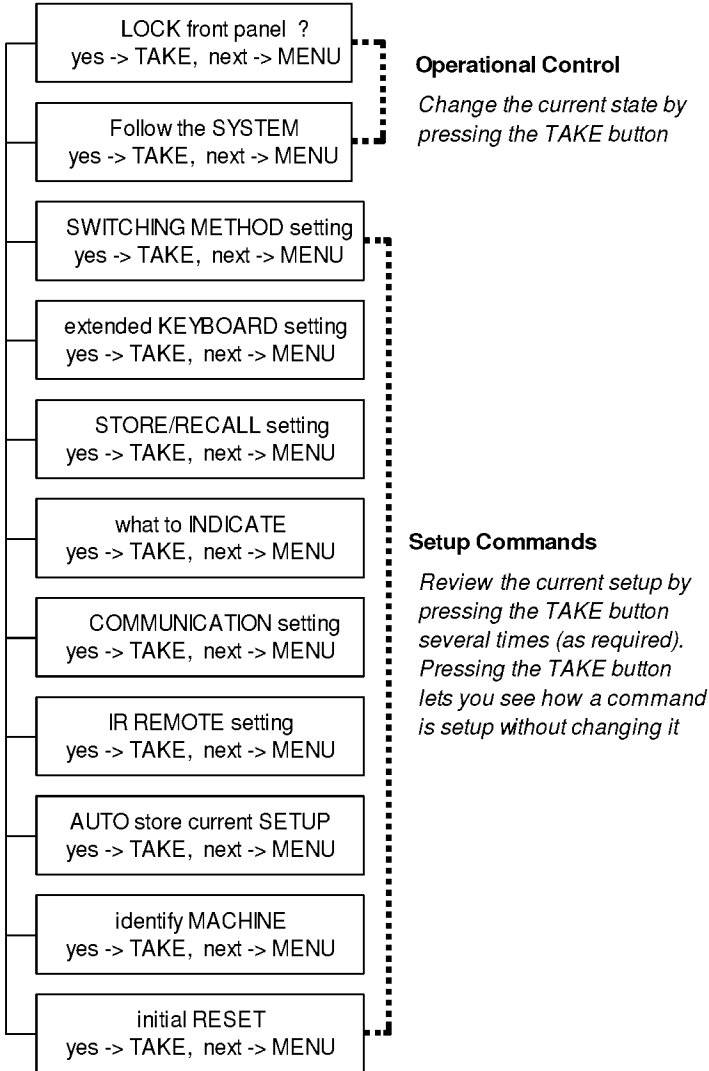 LOCK front panel ?
yes -> TAKE, next -> MENU
Operational Control
Change the current state by
pressing the TAKE button
Follow the SYSTEM
yes -> TAKE, next -> MENU
SWITCHING METHOD setting
yes -> TAKE, next -> MENU
extended KEYBOARD setting
yes -> TAKE, next -> MENU
STORE/RECALL setting
yes -> TAKE, next -> MENU
what to INDICATE
yes -> TAKE, next -> MENU
Setup Commands
Review the current setup by
pressing the TAKE button
several times (as required).
Pressing the TAKE button
lets you see how a command
is setup without changing it
COMMUNICATION setting
yes -> TAKE, next -> MENU
IR REMOTE setting
yes -> TAKE, next -> MENU
AUTO store current SETUP
yes -> TAKE, next -> MENU
identify MACHINE
yes -> TAKE, next -> MENU
initial RESET
yes -> TAKE, next -> MENU